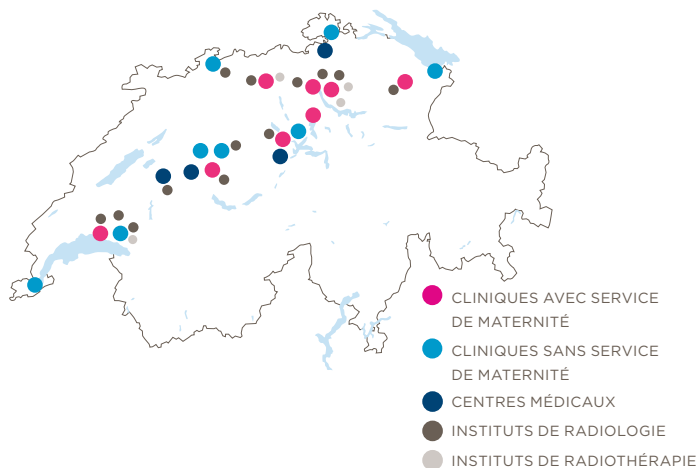 CLINIQUES AVEC SERVICE
DE MATERNITÉ
CLINIQUES SANS SERVICE
DE MATERNITÉ
CENTRES MÉDICAUX
INSTITUTS DE RADIOLOGIE
INSTITUTS DE RADIOTHÉRAPIE